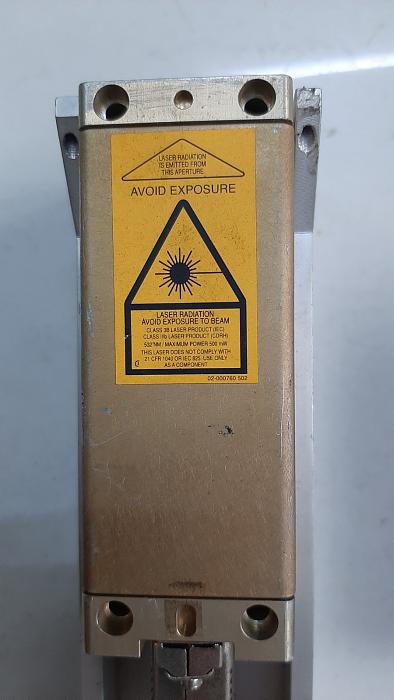 LASER RADIATION
IS EMITTED FROM
THIS APERTURE
AVOID EXPOSURE
LASER RADIATION
AVOID EXPOSURE TO BEAM
CLASS 3B LASER PRODUCT (IEC)
CLASS IIIb LASER PRODUCT (CDRH)
532 NM / MAXIMUM POWER 500 mW
THIS LASER DOES NOT COMPLY WITH
21 CFR 1040 OR IEC 825. USE ONLY
AS A COMPONENT
02-000760 502